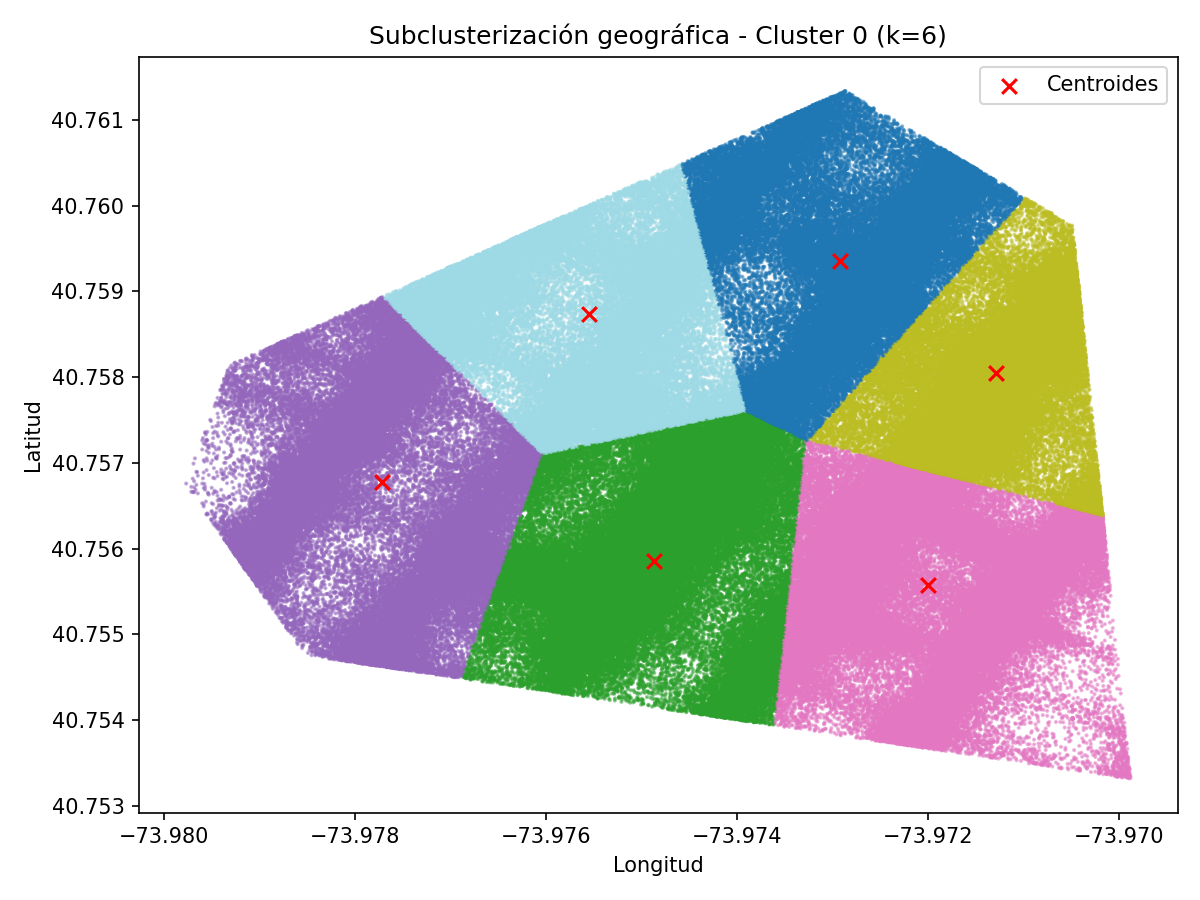 Subclusterización geográfica - Cluster 0 (k=6)
Centroides
40.761
40.760
40.759
40.758
40.757
40.756
40.755
40.754
40.753
Latitud
−73.980 −73.978 −73.976 −73.974 −73.972 −73.970
Longitud